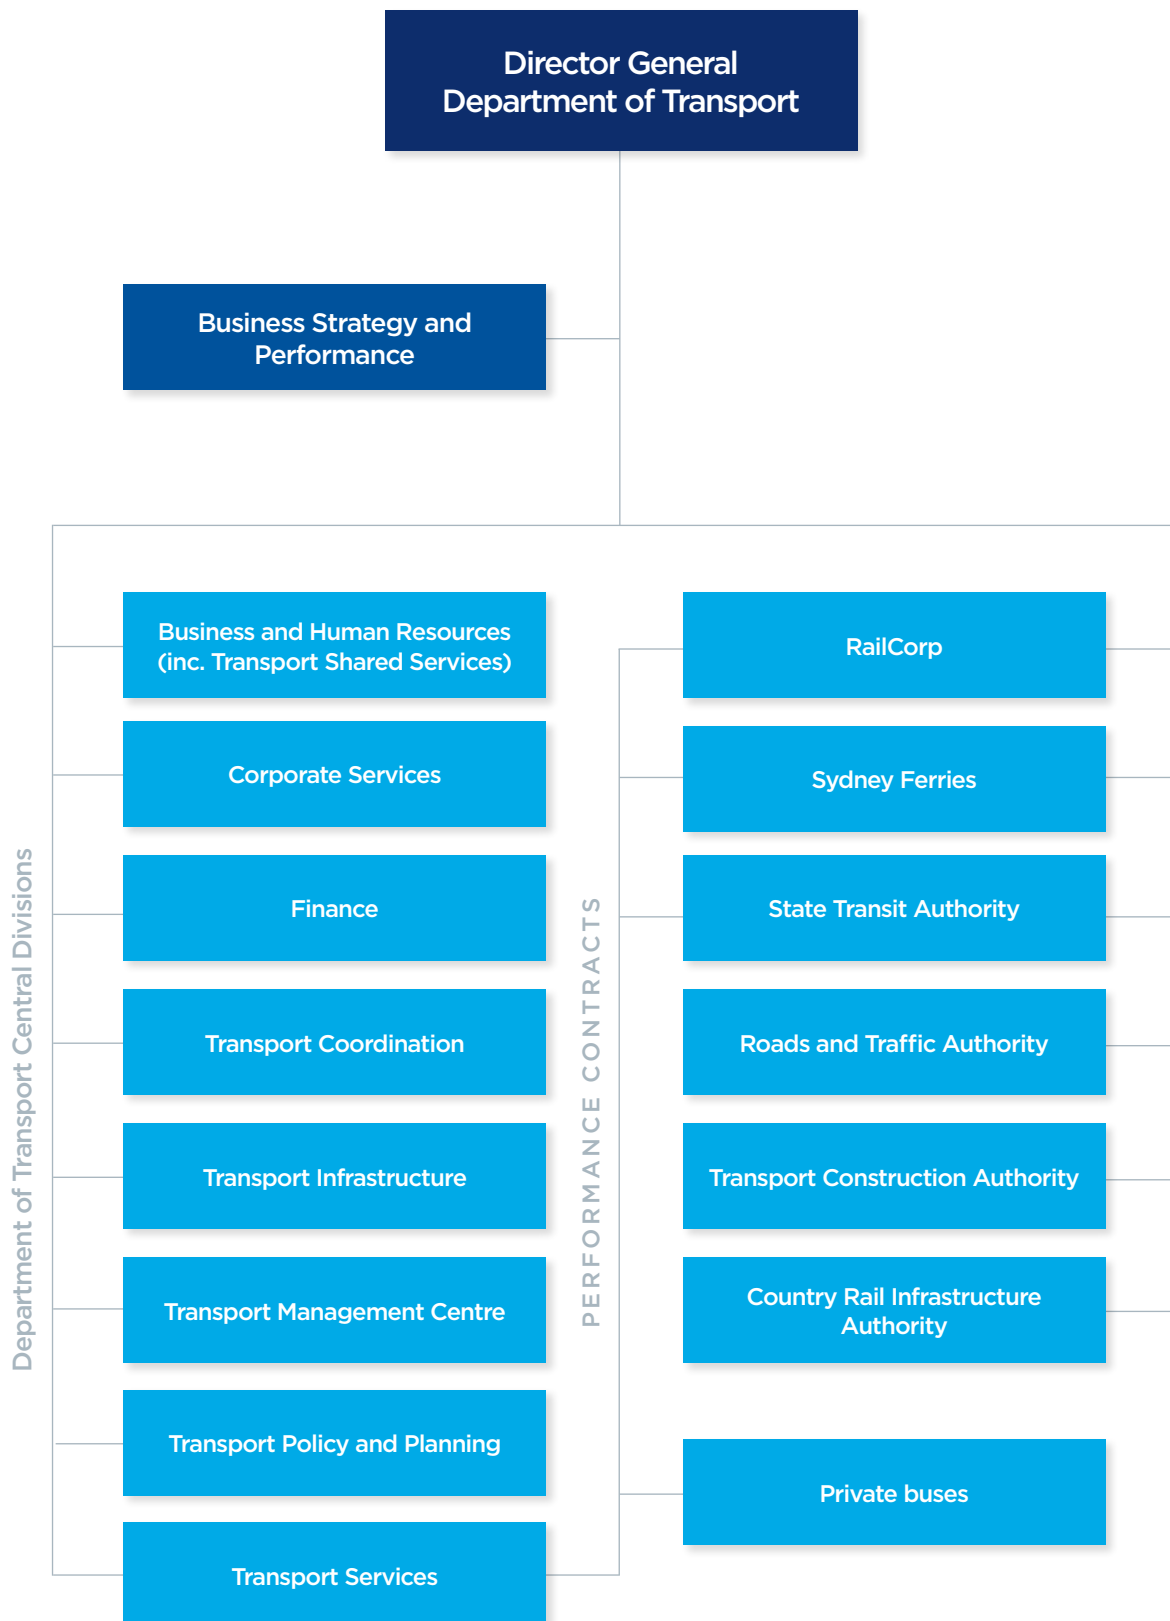 Director General
Department of Transport
Business Strategy and
Performance
Department of Transport Central Divisions
Business and Human Resources
(inc. Transport Shared Services)
Corporate Services
Finance
Transport Coordination
Transport Infrastructure
Transport Management Centre
Transport Policy and Planning
Transport Services
PERFORMANCE CONTRACTS
RailCorp
Sydney Ferries
State Transit Authority
Roads and Traffic Authority
Transport Construction Authority
Country Rail Infrastructure
Authority
Private buses